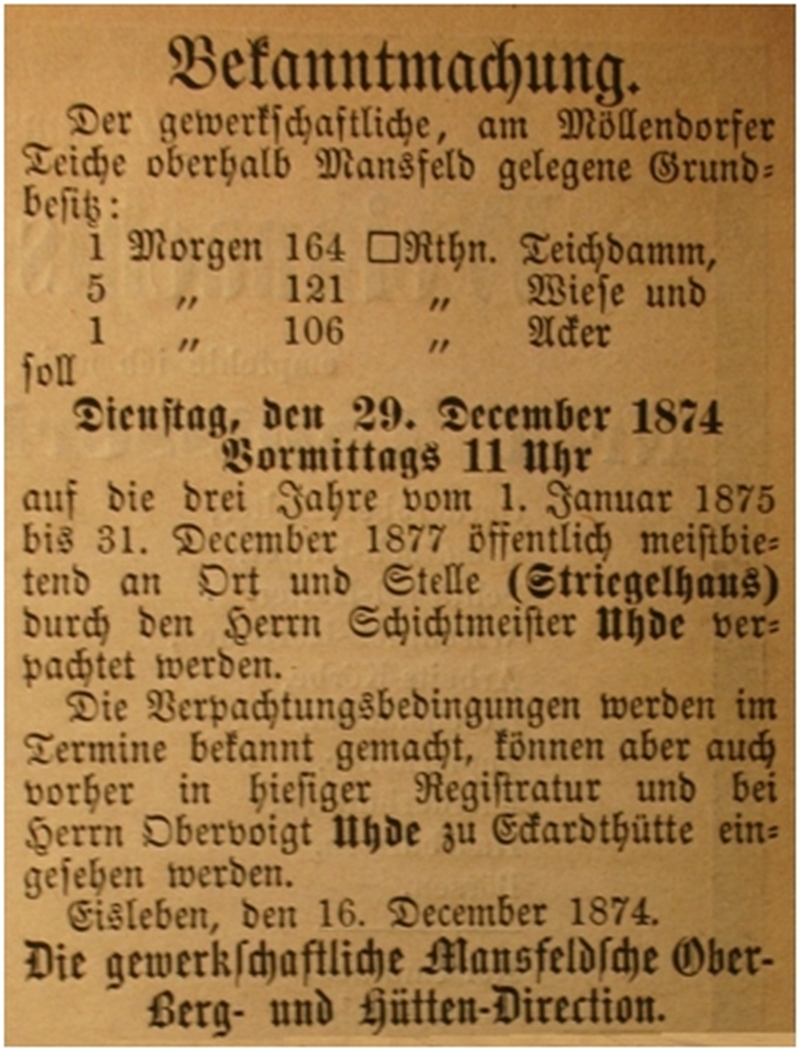 Bekanntmachung.
Der gewerkschaftliche, am Möllendorfer
Teiche oberhalb Mansfeld gelegene Grund-
besitz:
1 Morgen 164 □Rthn. Teichdamm,
5 „ 121 „ Wiese und
1 „ 106 „ Acker
soll
Dienstag, den 29. December 1874
Vormittags 11 Uhr
auf die drei Jahre vom 1. Januar 1875
bis 31. December 1877 öffentlich meistbie-
tend an Ort und Stelle (Striegelhaus)
durch den Herrn Schichtmeister Uhde ver-
pachtet werden.
Die Verpachtungsbedingungen werden im
Termine bekannt gemacht, können aber auch
vorher in hiesiger Registratur und bei
Herrn Obervoigt Uhde zu Eckardthütte ein-
gesehen werden.
Eisleben, den 16. December 1874.
Die gewerkschaftliche Mansfeldsche Ober-
Berg- und Hütten-Direction.